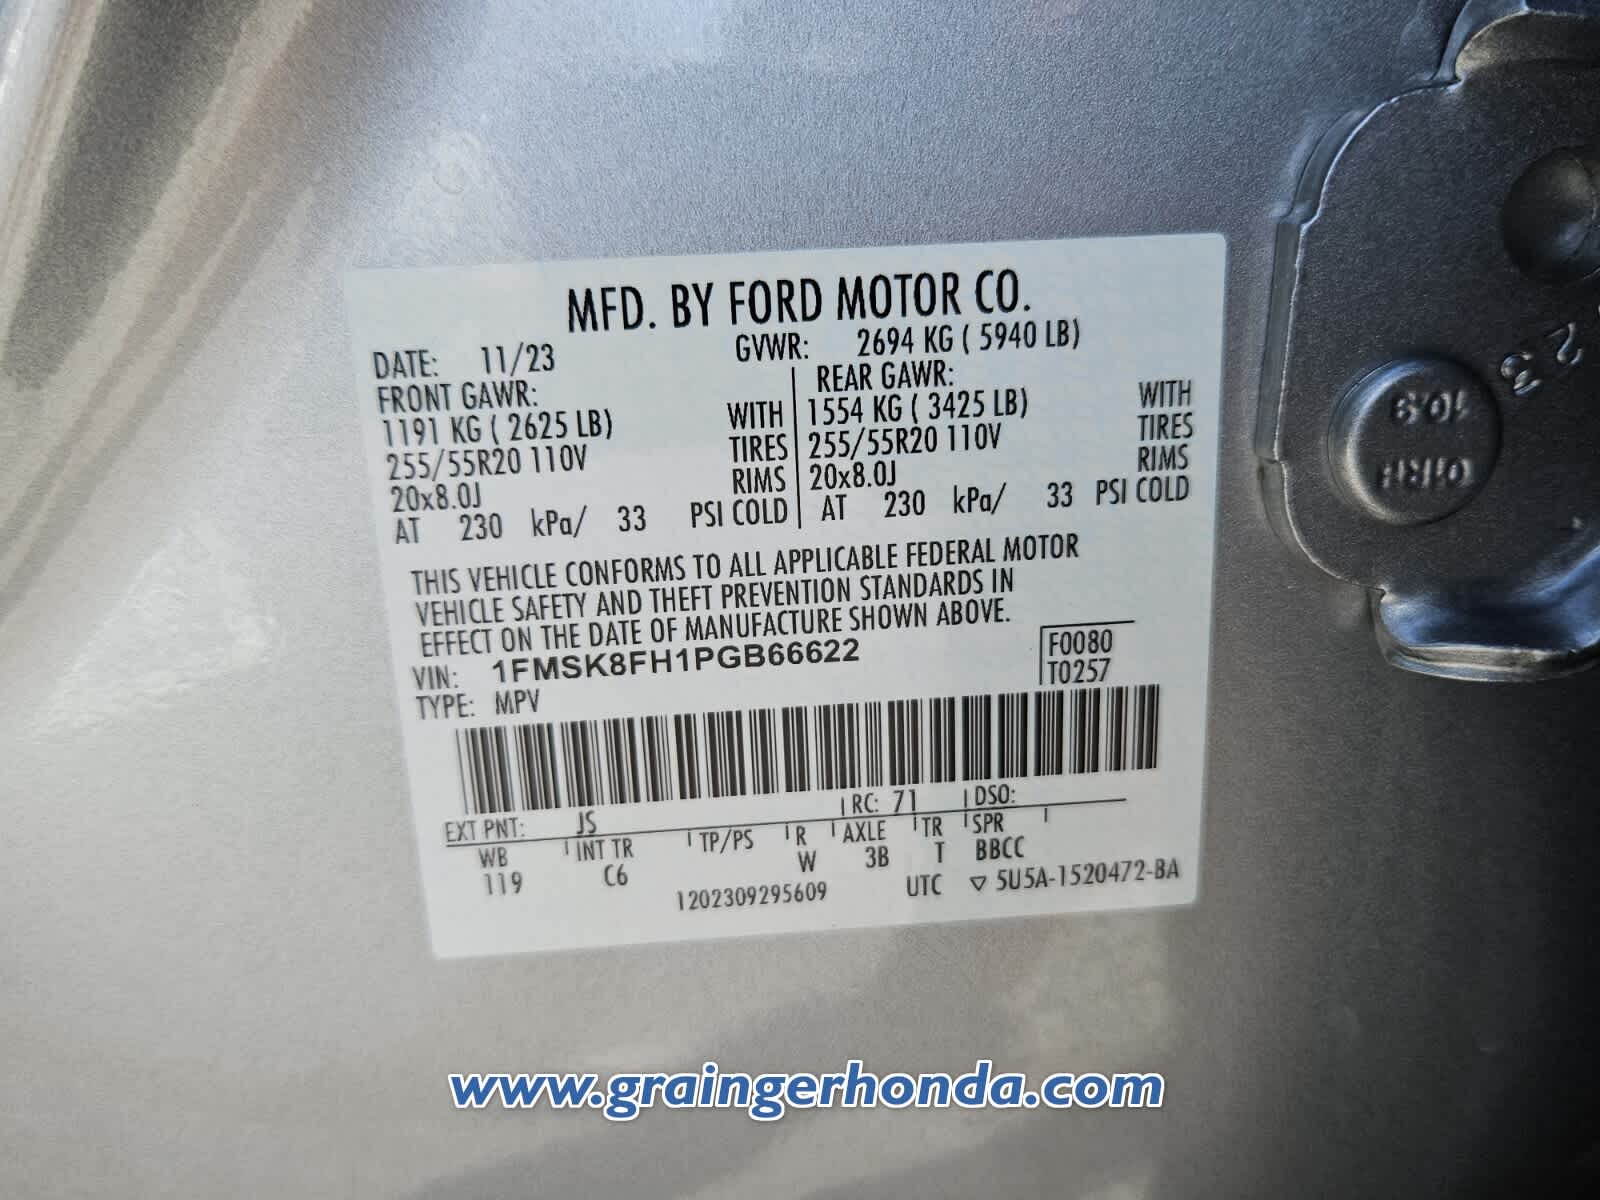 MFD. BY FORD MOTOR CO.
DATE: 11/23 GVWR: 2694 KG ( 5940 LB)
FRONT GAWR: REAR GAWR:
1191 KG ( 2625 LB) WITH 1554 KG ( 3425 LB) WITH
255/55R20 110V TIRES 255/55R20 110V TIRES
20x8.0J RIMS 20x8.0J RIMS
AT 230 kPa/ 33 PSI COLD AT 230 kPa/ 33 PSI COLD
THIS VEHICLE CONFORMS TO ALL APPLICABLE FEDERAL MOTOR
VEHICLE SAFETY AND THEFT PREVENTION STANDARDS IN
EFFECT ON THE DATE OF MANUFACTURE SHOWN ABOVE.
VIN: 1FMSK8FH1PGB66622 F0080
TYPE: MPV T0257
EXT PNT: JS RC: 71 DSO:
WB INT TR TP/PS R AXLE TR SPR
119 C6 W 3B T BBCC
1202309295609 UTC ▽ 5U5A-1520472-BA
10.9
23
www.graingerhonda.com